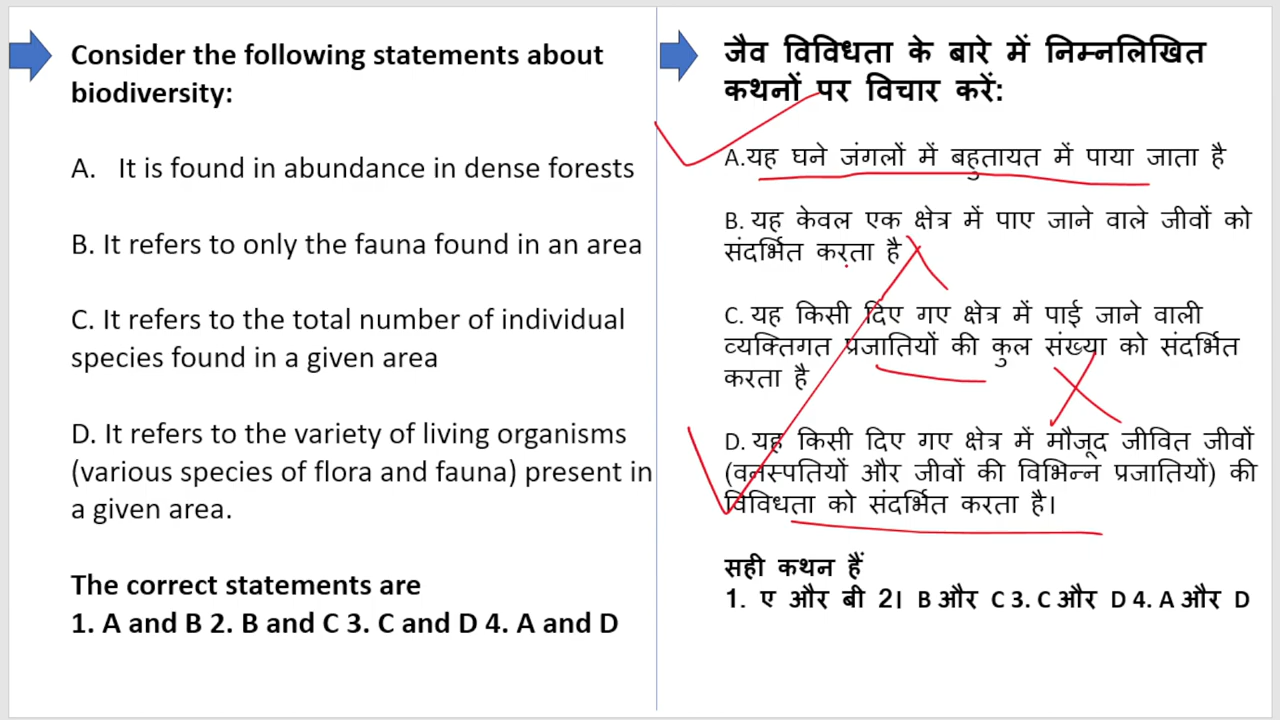 Consider the following statements about
biodiversity:
A. It is found in abundance in dense forests
B. It refers to only the fauna found in an area
C. It refers to the total number of individual
species found in a given area
D. It refers to the variety of living organisms
(various species of flora and fauna) present in
a given area.
The correct statements are
1. A and B 2. B and C 3. C and D 4. A and D
जैव विविधता के बारे में निम्नलिखित
कथनों पर विचार करें:
A.यह घने जंगलों में बहुतायत में पाया जाता है
B. यह केवल एक क्षेत्र में पाए जाने वाले जीवों को
संदर्भित करता है
C. यह किसी दिए गए क्षेत्र में पाई जाने वाली
व्यक्तिगत प्रजातियों की कुल संख्या को संदर्भित
करता है
D. यह किसी दिए गए क्षेत्र में मौजूद जीवित जीवों
(वनस्पतियों और जीवों की विभिन्न प्रजातियों) की
विविधता को संदर्भित करता है।
सही कथन हैं
1. ए और बी 2। B और C 3. C और D 4. A और D